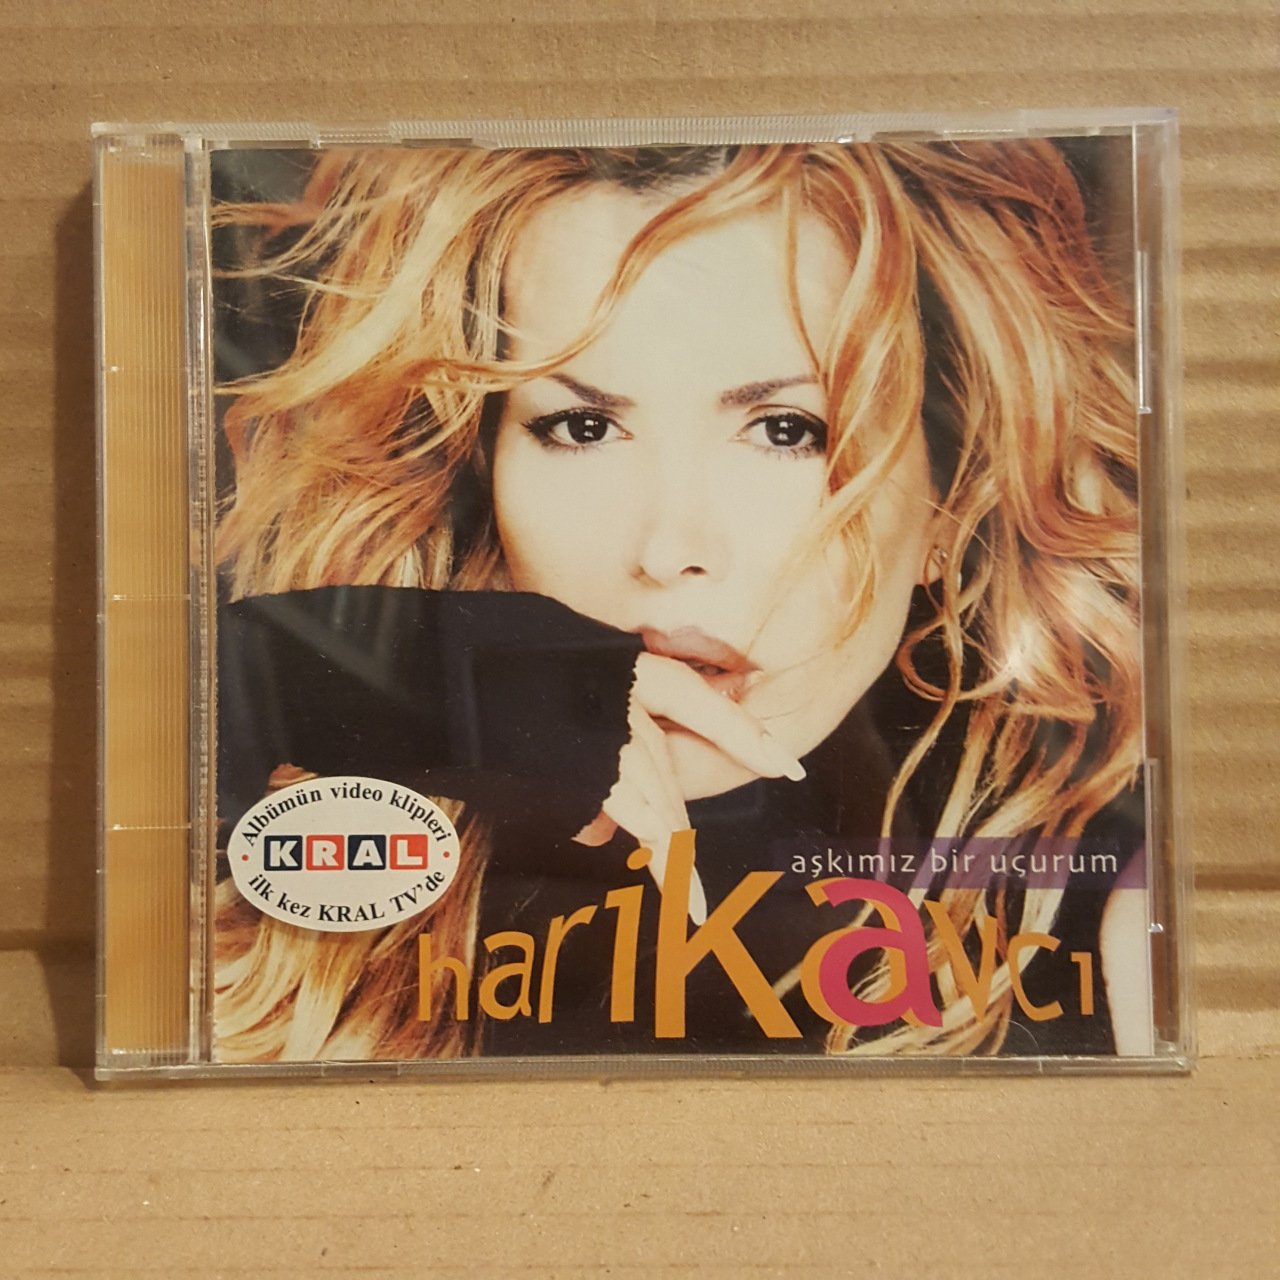 Albümün video klipleri
KRAL
ilk kez KRAL TV'de
aşkımız bir uçurum
harika avcı